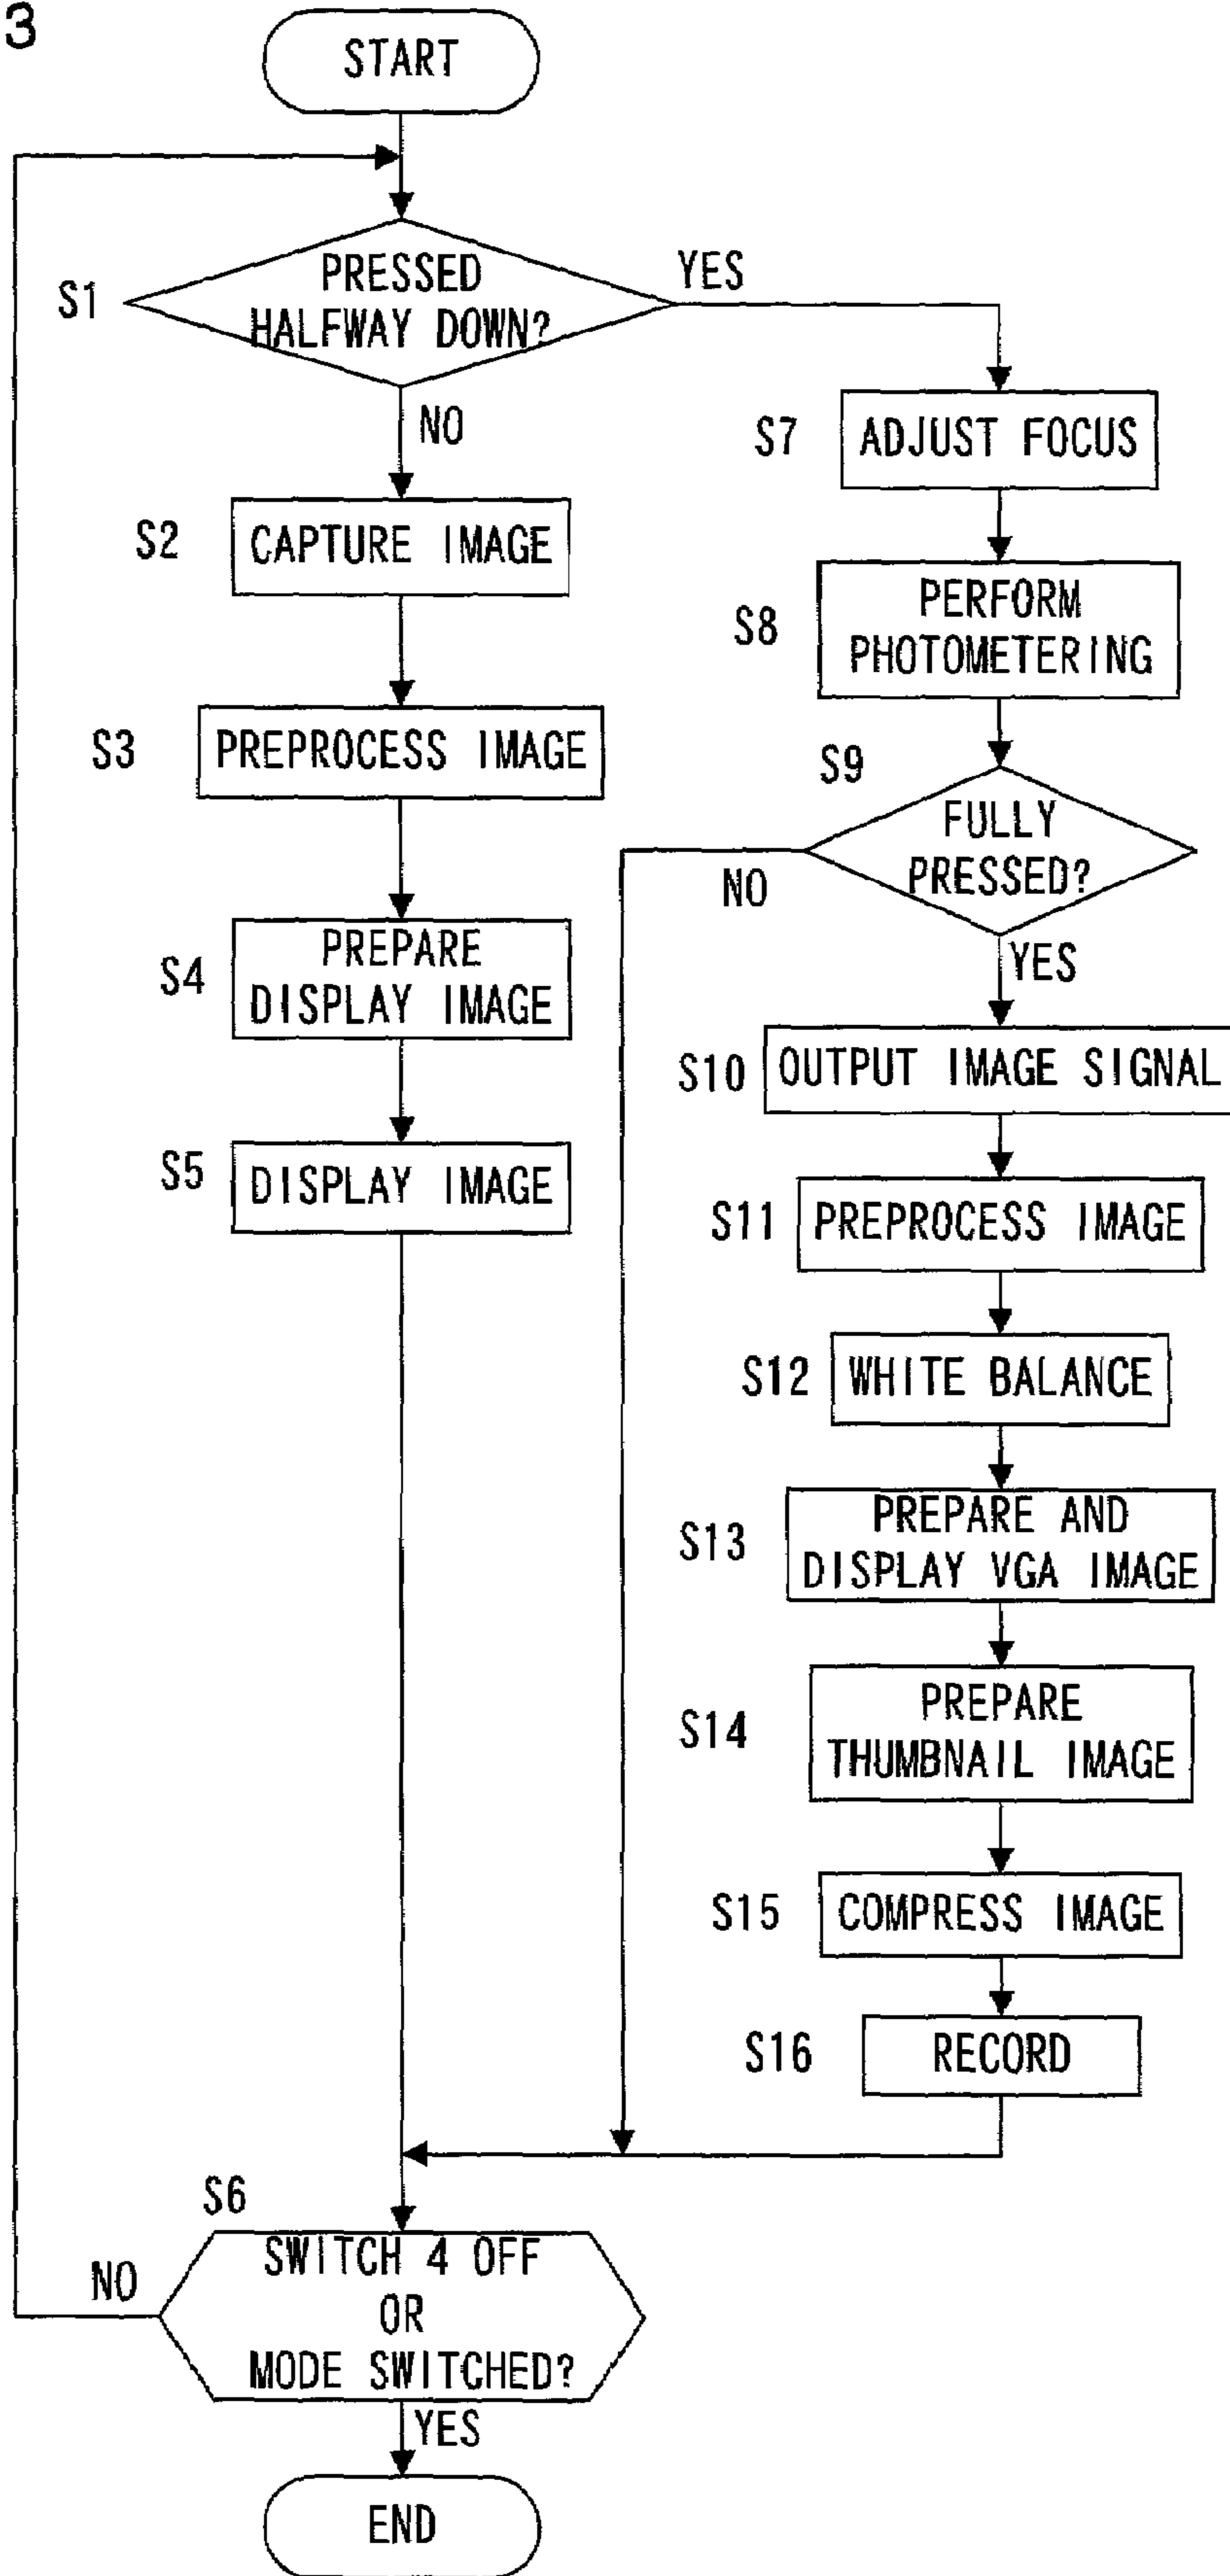 3
START
S1
PRESSED
HALFWAY DOWN?
YES
NO
S2
CAPTURE IMAGE
S3
PREPROCESS IMAGE
S4
PREPARE
DISPLAY IMAGE
S5
DISPLAY IMAGE
S7
ADJUST FOCUS
S8
PERFORM
PHOTOMETERING
S9
FULLY
PRESSED?
NO
YES
S10
OUTPUT IMAGE SIGNAL
S11
PREPROCESS IMAGE
S12
WHITE BALANCE
S13
PREPARE AND
DISPLAY VGA IMAGE
S14
PREPARE
THUMBNAIL IMAGE
S15
COMPRESS IMAGE
S16
RECORD
S6
SWITCH 4 OFF
OR
MODE SWITCHED?
NO
YES
END